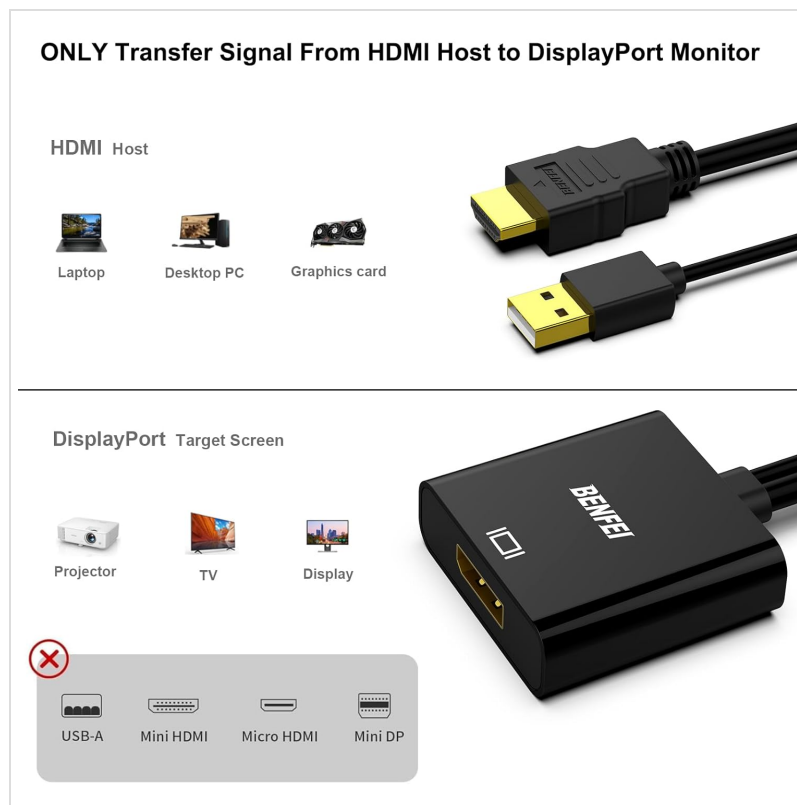 ONLY Transfer Signal From HDMI Host to DisplayPort Monitor
HDMI Host
Laptop
Desktop PC
Graphics card
BENFEI
DisplayPort Target Screen
BENFEI
Projector
TV
Display
USB-A
Mini HDMI
Micro HDMI
Mini DP